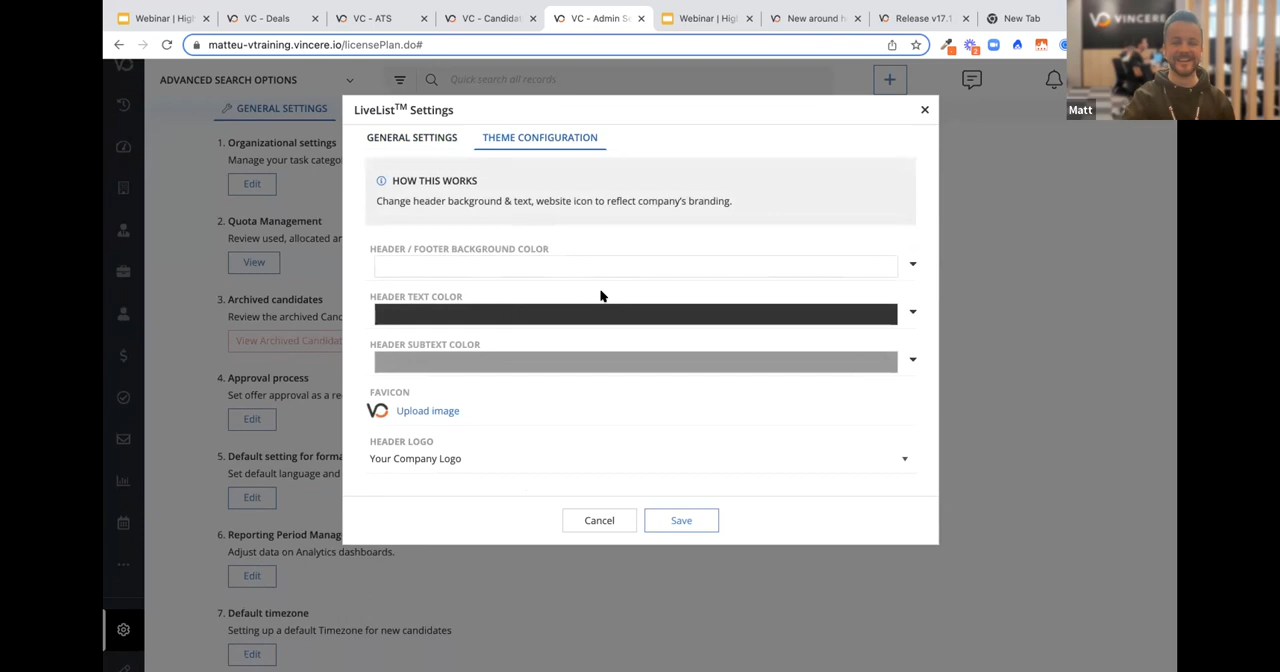 Webinar | High
VC - Deals
VC - ATS
VC - Candidat
VC - Admin Se
Webinar | High
New around h
Release v17.1
New Tab
matteu-vtraining.vincere.io/licensePlan.do#
VINCERE
Matt
ADVANCED SEARCH OPTIONS
Quick search all records
GENERAL SETTINGS
1. Organizational settings
Manage your task catego
Edit
2. Quota Management
Review used, allocated an
View
3. Archived candidates
Review the archived Cand
View Archived Candidat
4. Approval process
Set offer approval as a re
Edit
5. Default setting for forma
Set default language and
Edit
6. Reporting Period Manag
Adjust data on Analytics dashboards.
Edit
7. Default timezone
Setting up a default Timezone for new candidates
Edit
LiveList™ Settings
GENERAL SETTINGS
THEME CONFIGURATION
HOW THIS WORKS
Change header background & text, website icon to reflect company's branding.
HEADER / FOOTER BACKGROUND COLOR
HEADER TEXT COLOR
HEADER SUBTEXT COLOR
FAVICON
Upload image
HEADER LOGO
Your Company Logo
Cancel
Save